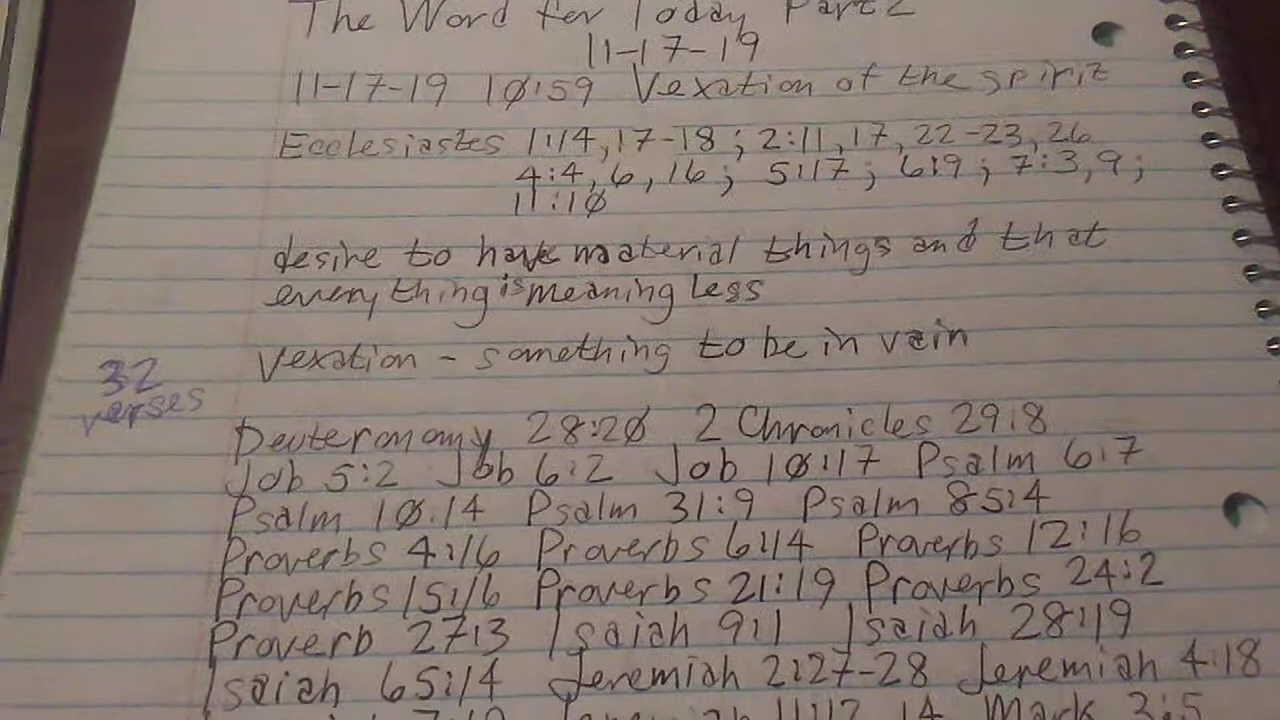 The Word for Today Part 2
11-17-19
11-17-19 10:59 Vexation of the spirit
Ecclesiastes 1:14, 17-18; 2:11, 17, 22-23, 26
4:4, 6, 16; 5:17; 6:9; 7:3, 9;
11:10
desire to have material things and that
everything is meaningless
Vexation - something to be in vain
32
verses
Deuteronomy 28:20 2 Chronicles 29:8
Job 5:2 Job 6:2 Job 10:17 Psalm 6:7
Psalm 10:14 Psalm 31:9 Psalm 85:4
Proverbs 4:16 Proverbs 6:14 Proverbs 12:16
Proverbs 15:16 Proverbs 21:19 Proverbs 24:2
Proverb 27:3 Isaiah 9:1 Isaiah 28:19
Isaiah 65:14 Jeremiah 2:27-28 Jeremiah 4:18
Mark 3:5